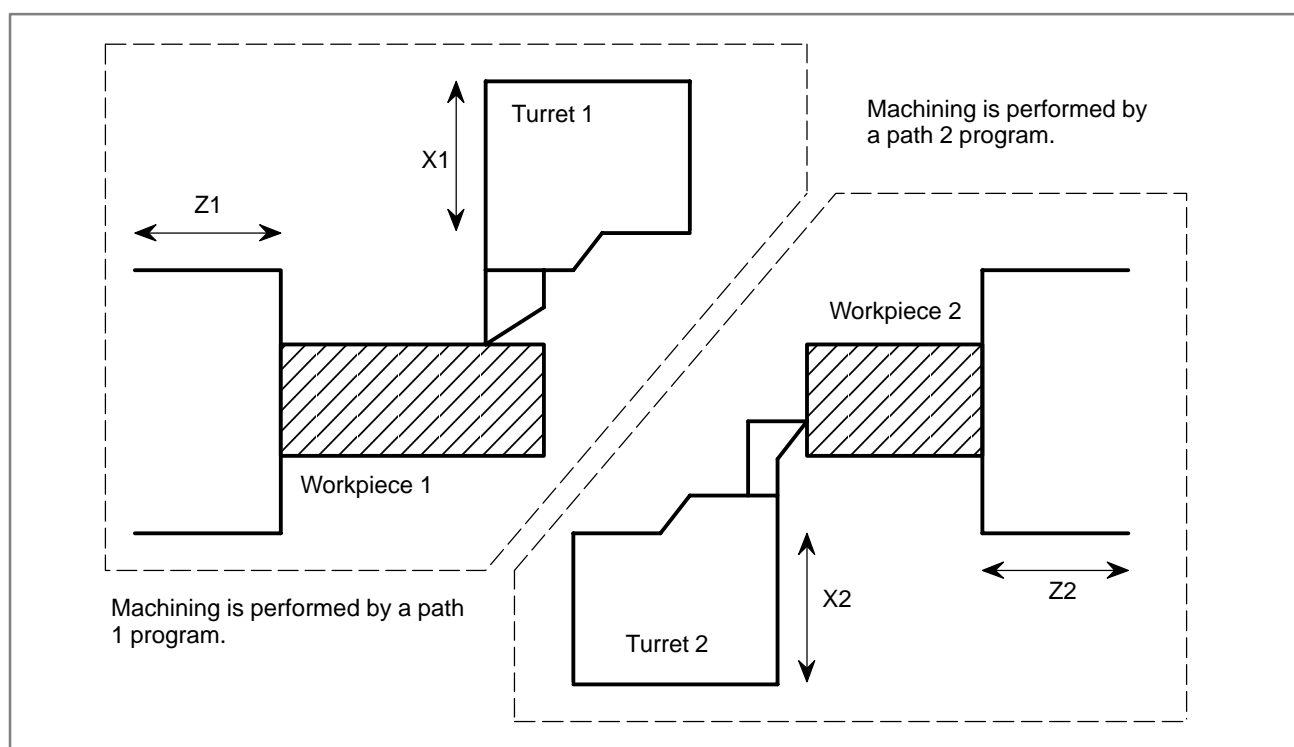 Turret 1
Machining is performed by
a path 2 program.
X1
Z1
Workpiece 2
Workpiece 1
Z2
X2
Machining is performed by a path
1 program.
Turret 2